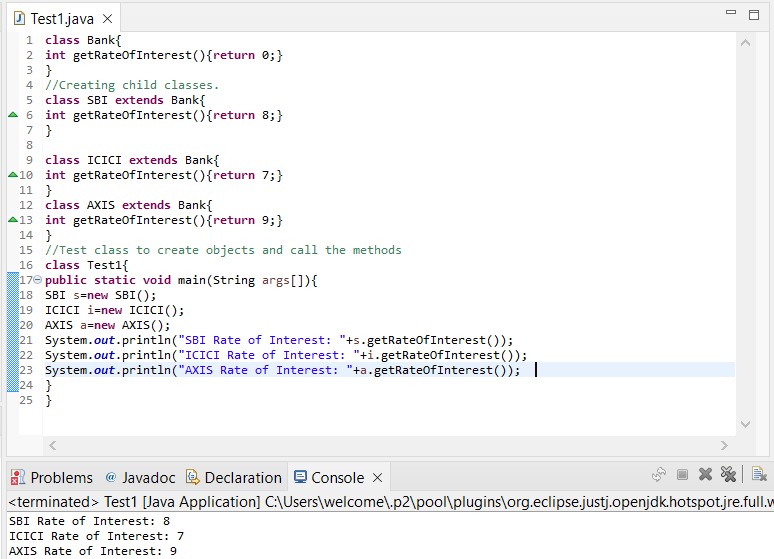 Test1.java
1 class Bank{
2 int getRateOfInterest(){return 0;}
3 }
4 //Creating child classes.
5 class SBI extends Bank{
6 int getRateOfInterest(){return 8;}
7 }
8
9 class ICICI extends Bank{
10 int getRateOfInterest(){return 7;}
11 }
12 class AXIS extends Bank{
13 int getRateOfInterest(){return 9;}
14 }
15 //Test class to create objects and call the methods
16 class Test1{
17 public static void main(String args[]){
18 SBI s=new SBI();
19 ICICI i=new ICICI();
20 AXIS a=new AXIS();
21 System.out.println("SBI Rate of Interest: "+s.getRateOfInterest());
22 System.out.println("ICICI Rate of Interest: "+i.getRateOfInterest());
23 System.out.println("AXIS Rate of Interest: "+a.getRateOfInterest());
24 }
25 }
Problems @ Javadoc Declaration Console
<terminated> Test1 [Java Application] C:\Users\welcome\.p2\pool\plugins\org.eclipse.justj.openjdk.hotspot.jre.full.w
SBI Rate of Interest: 8
ICICI Rate of Interest: 7
AXIS Rate of Interest: 9